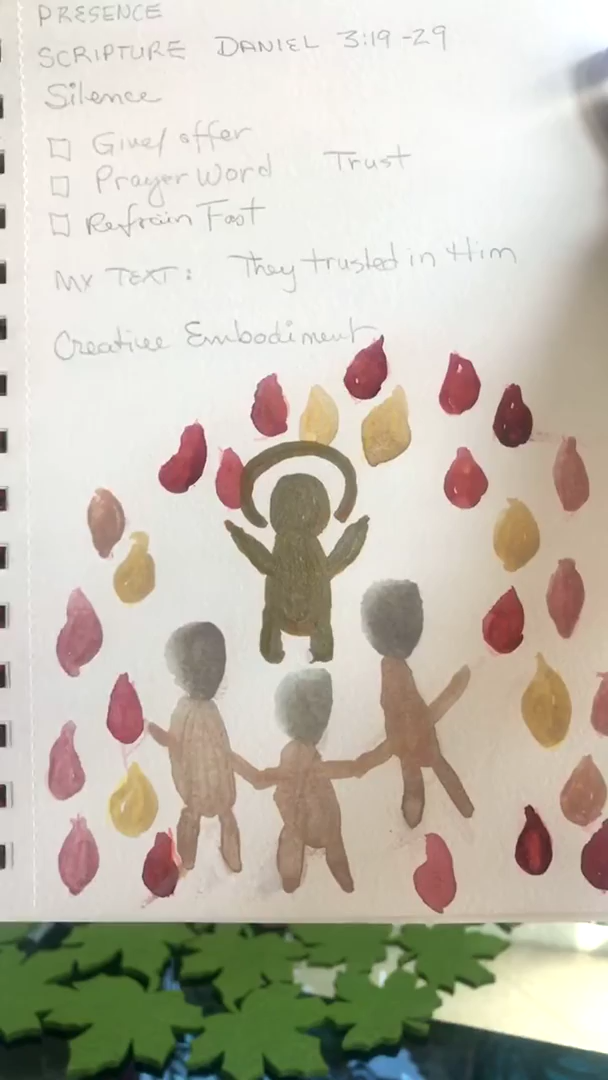 PRESENCE
SCRIPTURE DANIEL 3:19-29
Silence
Give/offer
Prayer Word Trust
Refrain Fast
MY TEXT: They trusted in Him
Creative Embodiment